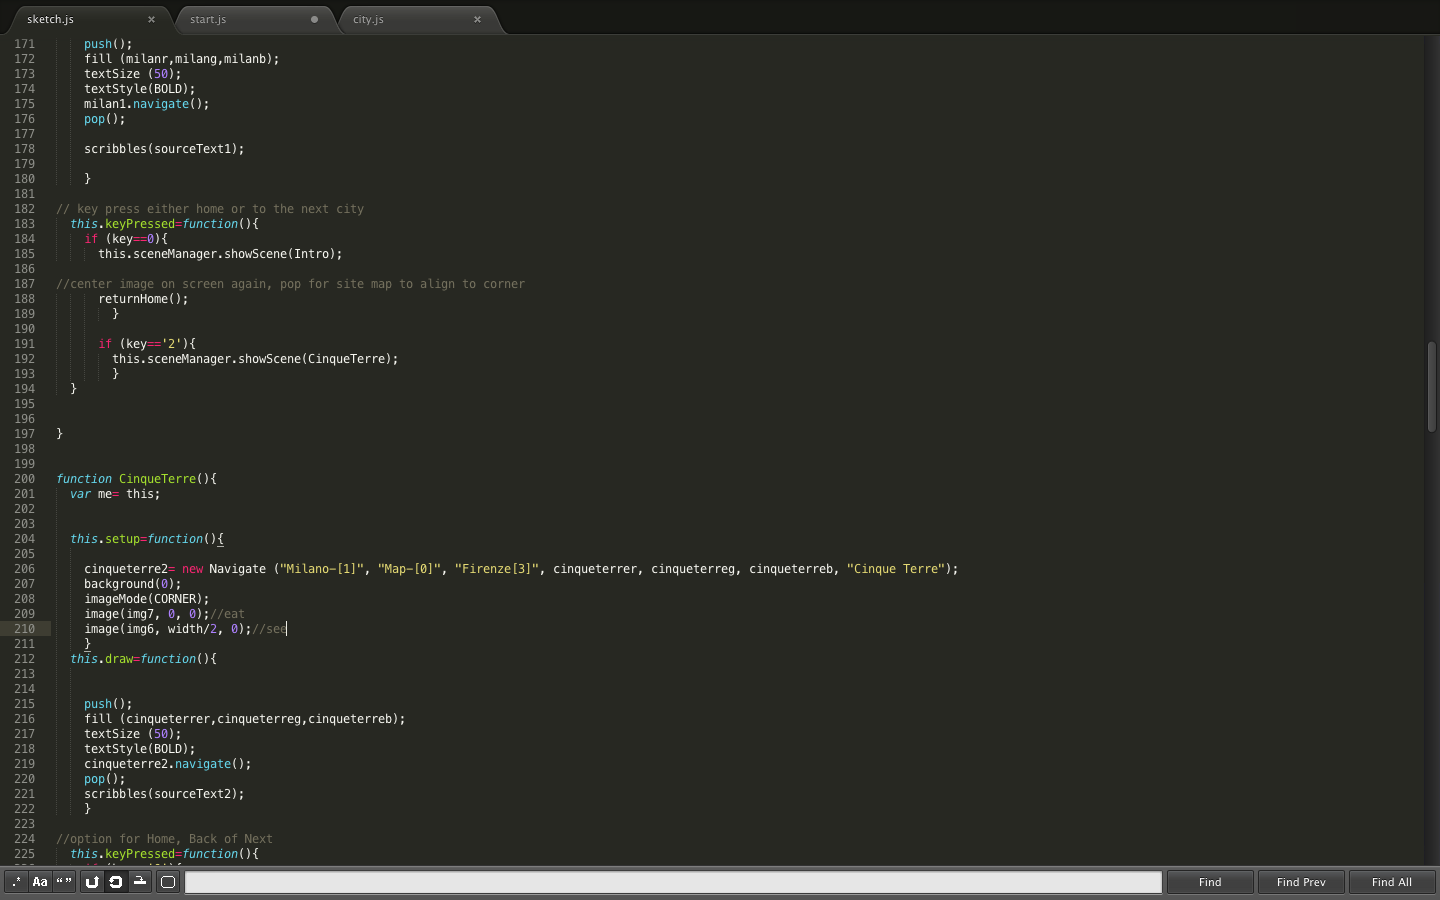 sketch.js × start.js city.js ×
171 push();
172 fill (milanr,milang,milanb);
173 textSize (50);
174 textStyle(BOLD);
175 milan1.navigate();
176 pop();
177
178 scribbles(sourceText1);
179
180 }
181
182 // key press either home or to the next city
183 this.keyPressed=function(){
184 if (key==0){
185 this.sceneManager.showScene(Intro);
186
187 //center image on screen again, pop for site map to align to corner
188 returnHome();
189 }
190
191 if (key=='2'){
192 this.sceneManager.showScene(CinqueTerre);
193 }
194 }
195
196
197 }
198
199
200 function CinqueTerre(){
201 var me= this;
202
203
204 this.setup=function(){
205
206 cinqueterre2= new Navigate ("Milano-[1]", "Map-[0]", "Firenze[3]", cinqueterrer, cinqueterreg, cinqueterreb, "Cinque Terre");
207 background(0);
208 imageMode(CORNER);
209 image(img7, 0, 0);//eat
210 image(img6, width/2, 0);//see
211 }
212 this.draw=function(){
213
214
215 push();
216 fill (cinqueterrer,cinqueterreg,cinqueterreb);
217 textSize (50);
218 textStyle(BOLD);
219 cinqueterre2.navigate();
220 pop();
221 scribbles(sourceText2);
222 }
223
224 //option for Home, Back of Next
225 this.keyPressed=function(){
.* Aa “ ” Find Find Prev Find All